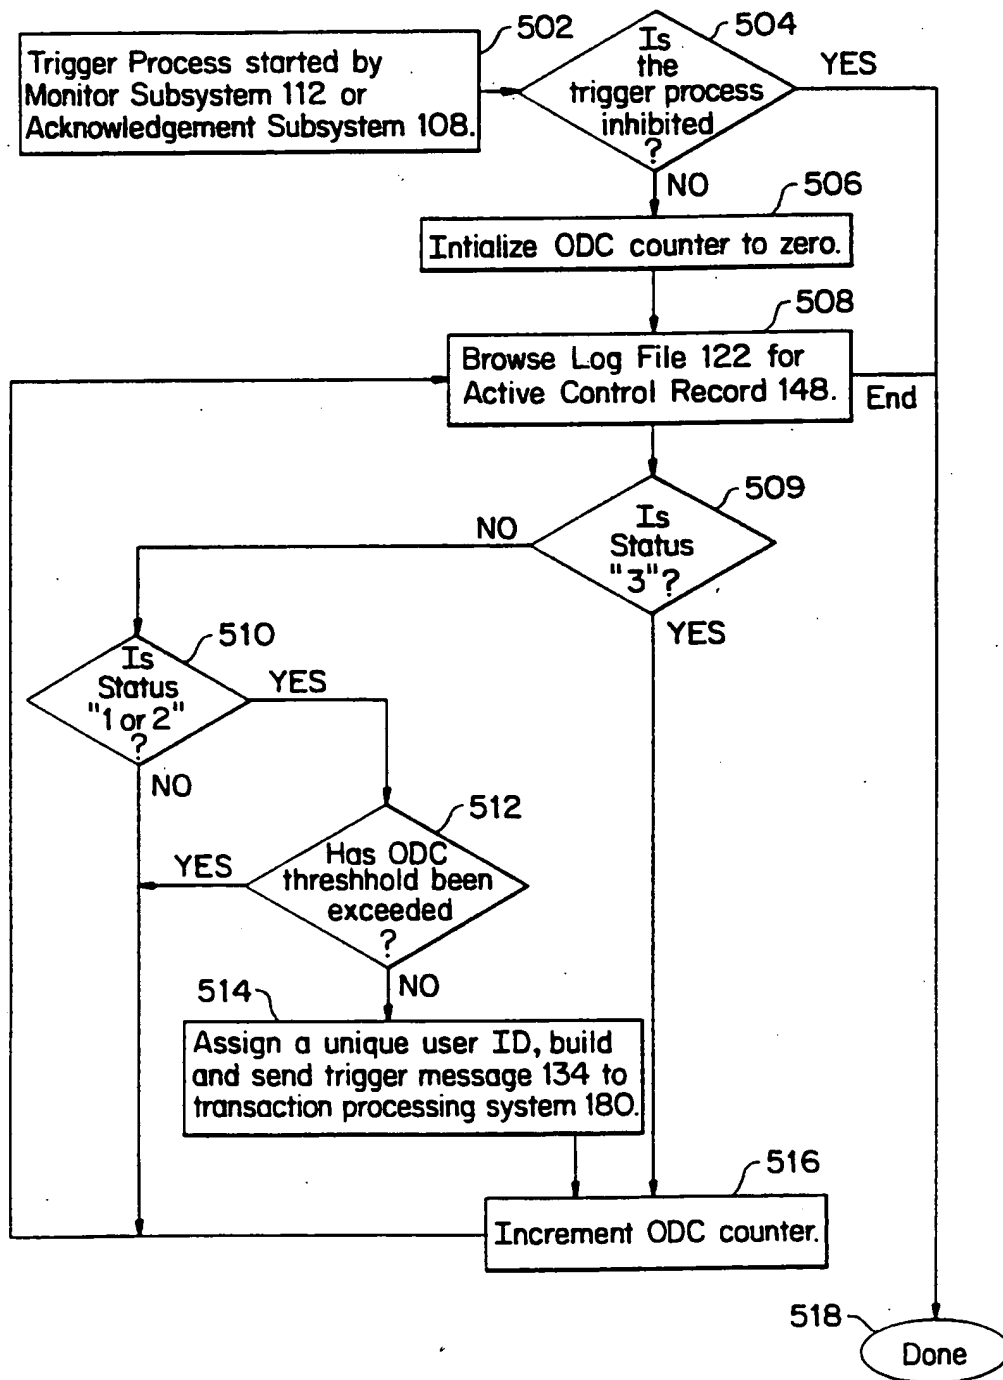 502
Trigger Process started by
Monitor Subsystem 112 or
Acknowledgement Subsystem 108.
504
Is
the
trigger process
inhibited
?
YES
NO
506
Intialize ODC counter to zero.
508
Browse Log File 122 for
Active Control Record 148.
End
509
Is
Status
"3"?
NO
YES
510
Is
Status
"1 or 2"
?
YES
NO
512
Has ODC
threshhold been
exceeded
?
YES
NO
514
Assign a unique user ID, build
and send trigger message 134 to
transaction processing system 180.
516
Increment ODC counter.
518
Done